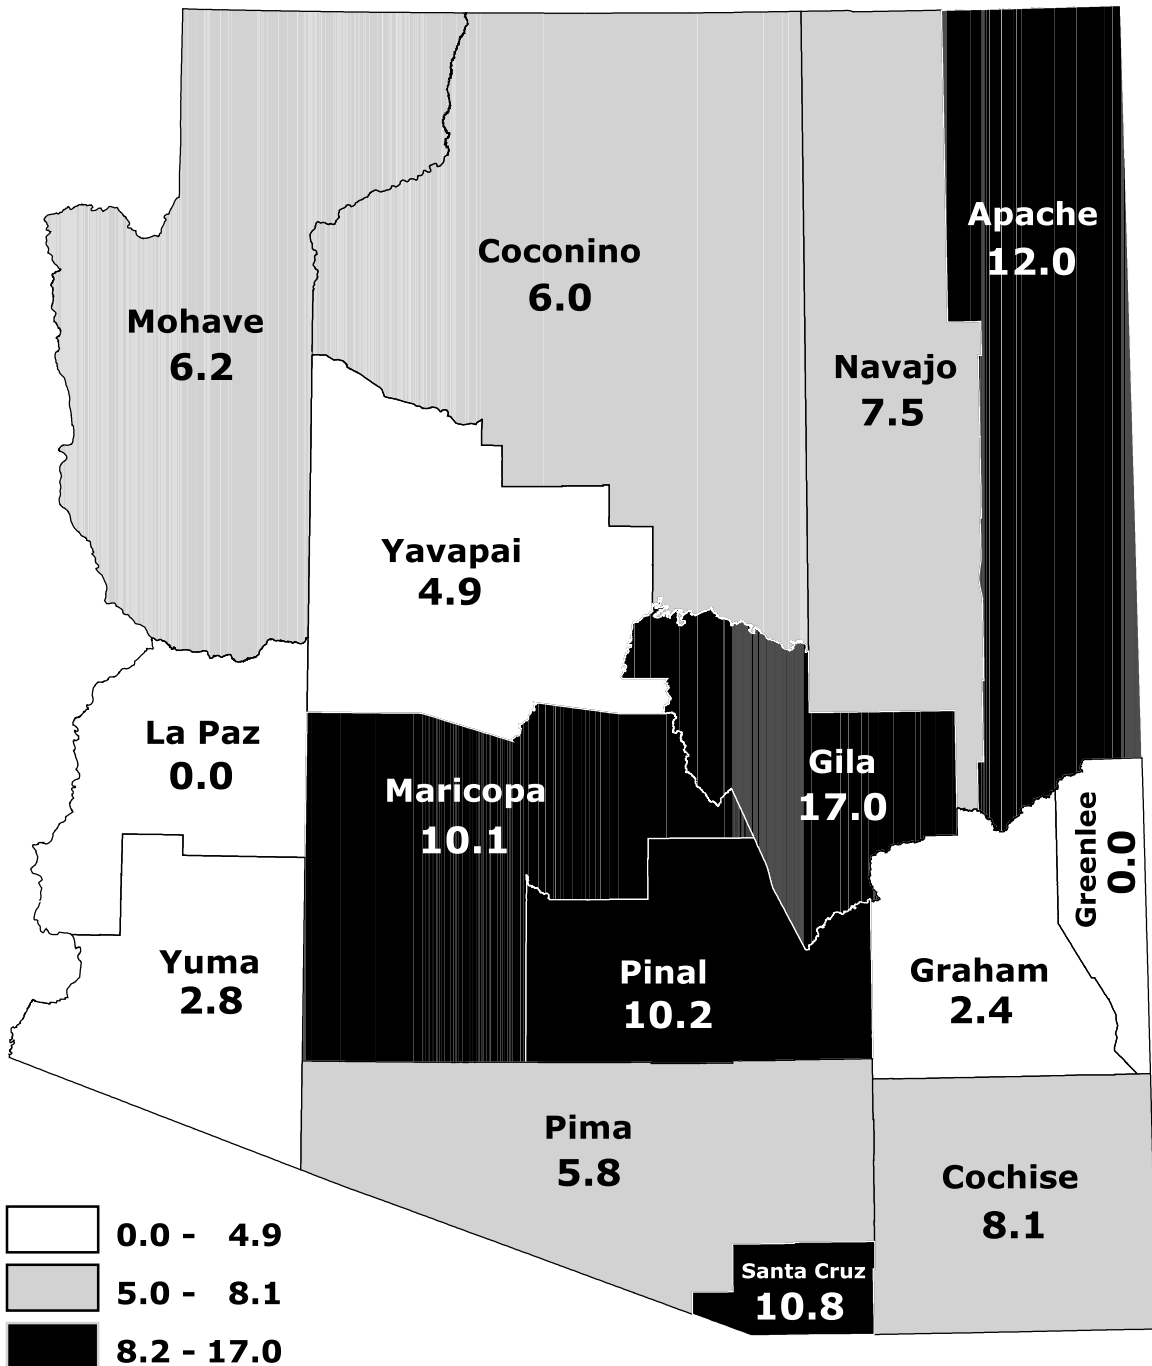 Apache
12.0
Coconino
6.0
Mohave
6.2
Navajo
7.5
Yavapai
4.9
La Paz
0.0
Maricopa
10.1
Gila
17.0
Greenlee
0.0
Yuma
2.8
Pinal
10.2
Graham
2.4
Pima
5.8
Cochise
8.1
Santa Cruz
10.8
0.0 - 4.9
5.0 - 8.1
8.2 - 17.0